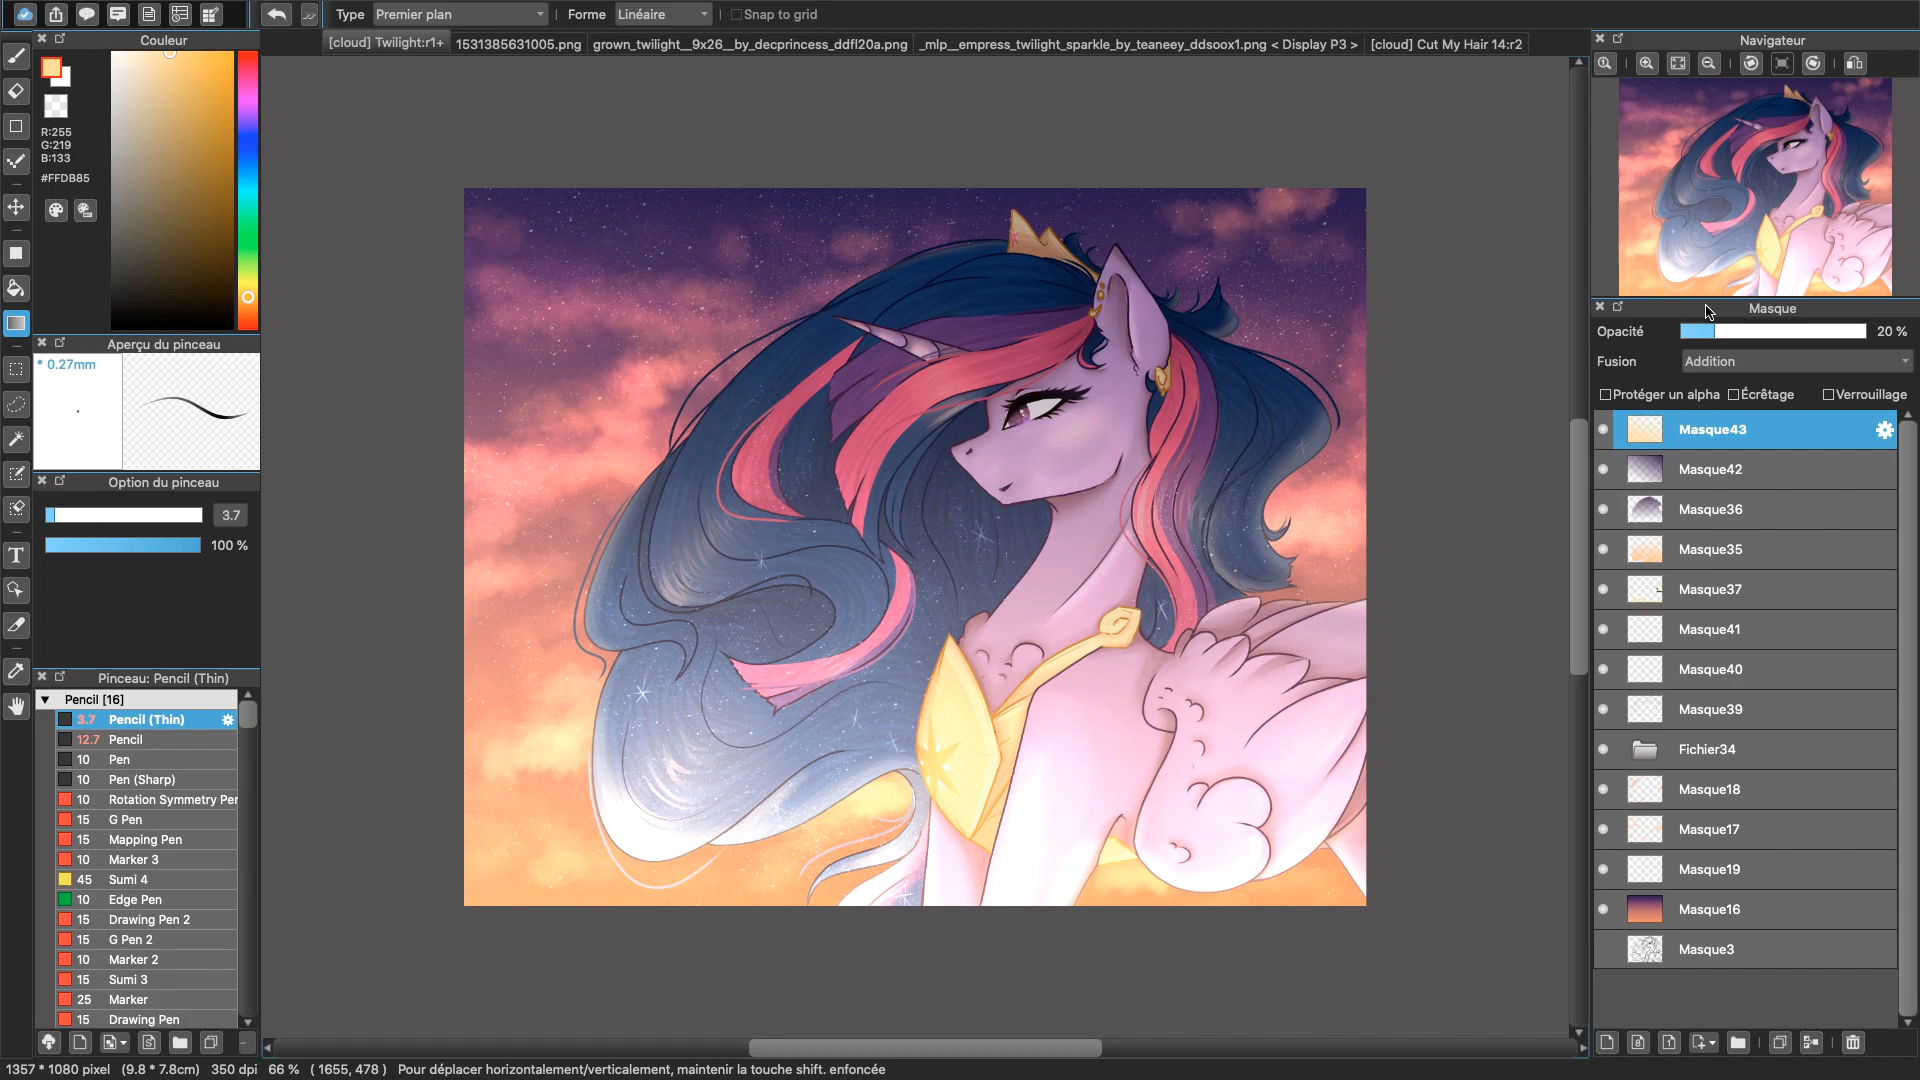 Type Premier plan Forme Linéaire Snap to grid
[cloud] Twilight:r1+ 1531385631005.png grown_twilight__9x26__by_decprincess_ddfl20a.png _mlp__empress_twilight_sparkle_by_teaneey_ddsoox1.png < Display P3 > [cloud] Cut My Hair 14:r2
Couleur
R:255
G:219
B:133
#FFDB85
Aperçu du pinceau
* 0.27mm
Option du pinceau
3.7
100 %
Pinceau: Pencil (Thin)
Pencil [16]
3.7 Pencil (Thin)
12.7 Pencil
10 Pen
10 Pen (Sharp)
10 Rotation Symmetry Per
15 G Pen
15 Mapping Pen
10 Marker 3
45 Sumi 4
10 Edge Pen
15 Drawing Pen 2
15 G Pen 2
10 Marker 2
15 Sumi 3
25 Marker
15 Drawing Pen
Navigateur
Masque
Opacité 20 %
Fusion Addition
Protéger un alpha Écrêtage Verrouillage
Masque43
Masque42
Masque36
Masque35
Masque37
Masque41
Masque40
Masque39
Fichier34
Masque18
Masque17
Masque19
Masque16
Masque3
1357 * 1080 pixel (9.8 * 7.8cm) 350 dpi 66 % ( 1655, 478 ) Pour déplacer horizontalement/verticalement, maintenir la touche shift. enfoncée